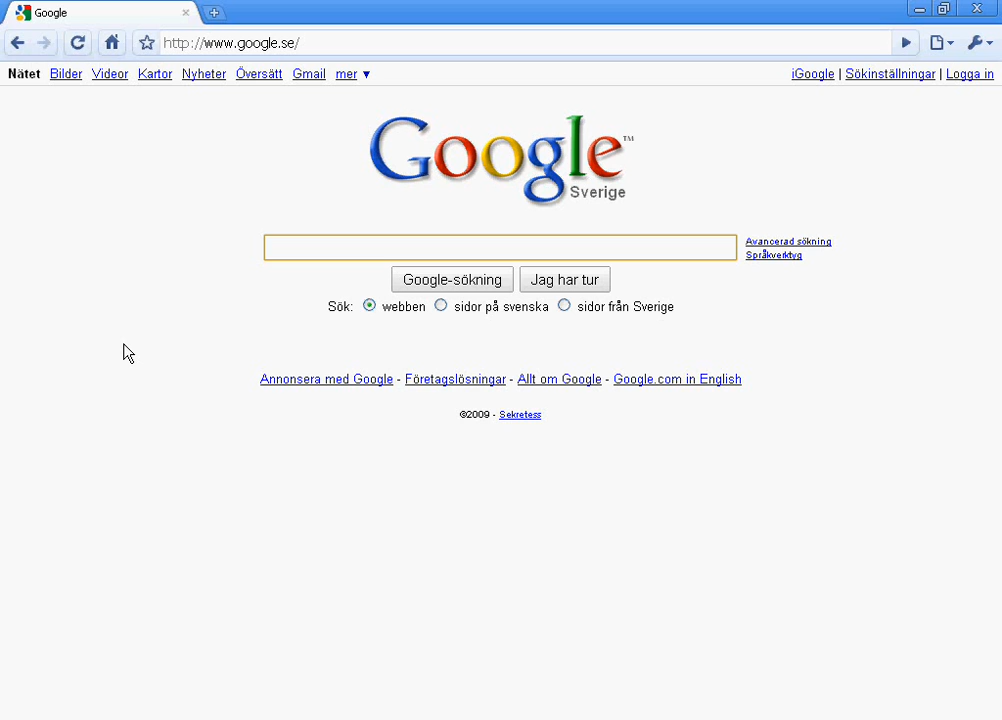 Google
http://www.google.se/
Nätet Bilder Videor Kartor Nyheter Översätt Gmail mer ▼ iGoogle | Sökinställningar | Logga in
Google™
Sverige
Avancerad sökning
Språkverktyg
Google-sökning Jag har tur
Sök: webben sidor på svenska sidor från Sverige
Annonsera med Google - Företagslösningar - Allt om Google - Google.com in English
©2009 - Sekretess